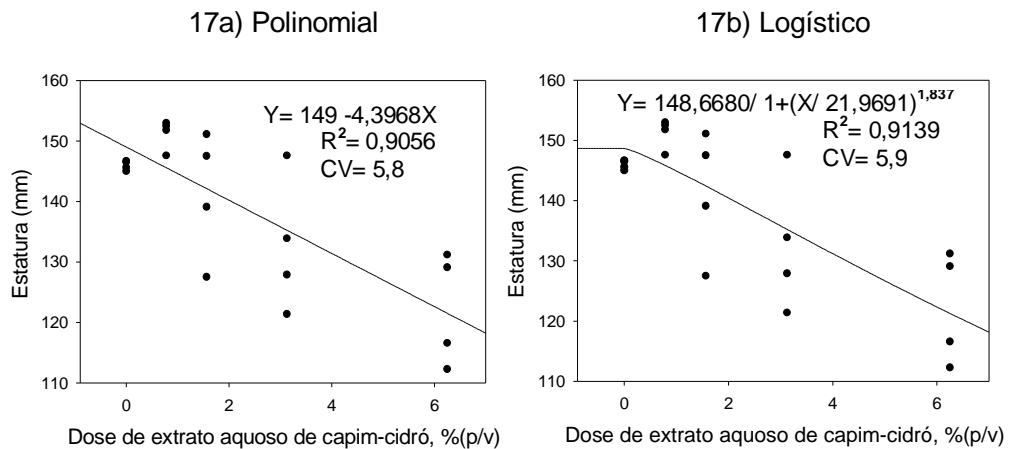 17a) Polinomial
160
150
140
130
120
110
Estatura (mm)
Y= 149 -4,3968X
R²= 0,9056
CV= 5,8
0 2 4 6
Dose de extrato aquoso de capim-cidró, %(p/v)
17b) Logístico
160
150
140
130
120
110
Estatura (mm)
Y= 148,6680/ 1+(X/ 21,9691)^1,837
R²= 0,9139
CV= 5,9
0 2 4 6
Dose de extrato aquoso de capim-cidró, %(p/v)